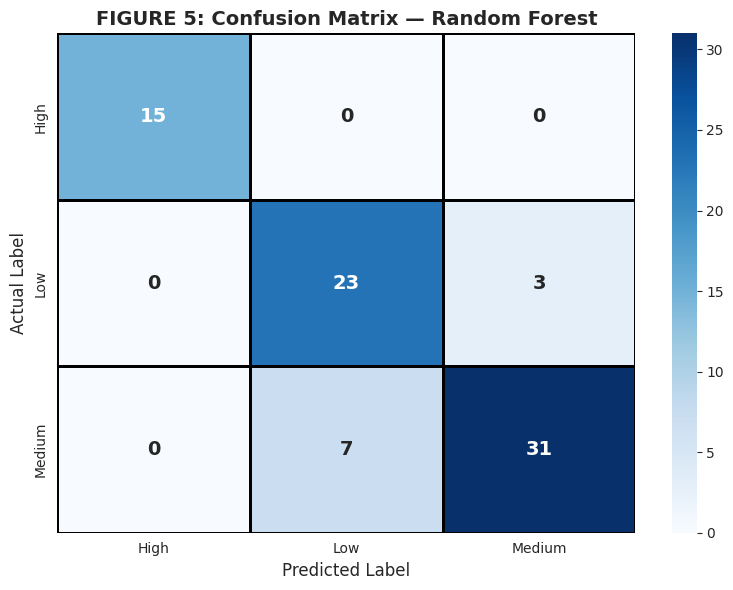 FIGURE 5: Confusion Matrix — Random Forest
Actual Label
High
15
0
0
Low
0
23
3
Medium
0
7
31
High
Low
Medium
Predicted Label
30
25
20
15
10
5
0